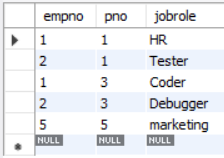 empno pno jobrole
1 1 HR
2 1 Tester
1 3 Coder
2 3 Debugger
5 5 marketing
NULL NULL NULL